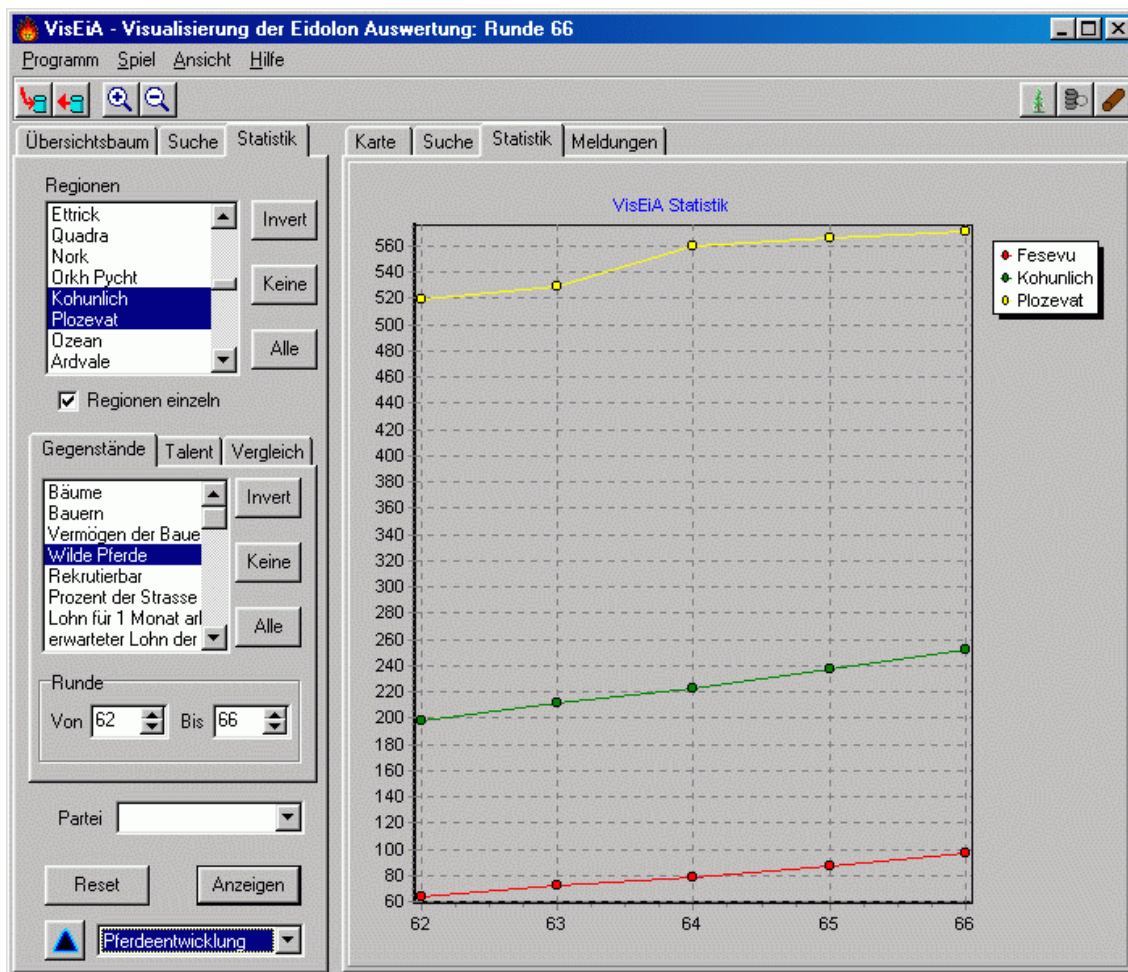 VisEiA - Visualisierung der Eidolon Auswertung: Runde 66
Programm Spiel Ansicht Hilfe
Übersichtsbaum Suche Statistik
Karte Suche Statistik Meldungen
Regionen
Ettrick
Quadra
Nork
Orkh Pycht
Kohunlich
Plozevat
Ozean
Ardvale
Invert
Keine
Alle
Regionen einzeln
Gegenstände Talent Vergleich
Bäume
Bauern
Vermögen der Baue
Wilde Pferde
Rekrutierbar
Prozent der Strasse
Lohn für 1 Monat arl
erwarteter Lohn der
Invert
Keine
Alle
Runde
Von 62 Bis 66
Partei
Reset Anzeigen
Pferdeentwicklung
VisEiA Statistik
560
540
520
500
480
460
440
420
400
380
360
340
320
300
280
260
240
220
200
180
160
140
120
100
80
60
62 63 64 65 66
Fesevu
Kohunlich
Plozevat